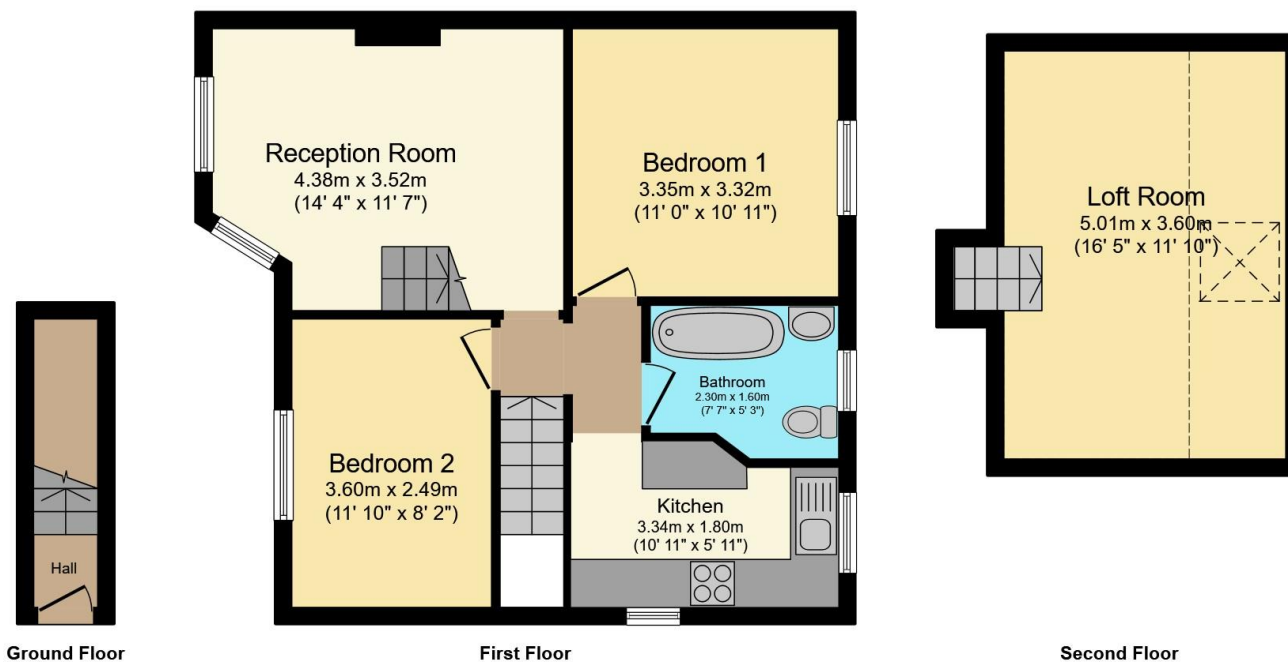 Reception Room
4.38m x 3.52m
(14' 4" x 11' 7")
Bedroom 1
3.35m x 3.32m
(11' 0" x 10' 11")
Loft Room
5.01m x 3.60m
(16' 5" x 11' 10")
Bathroom
2.30m x 1.60m
(7' 7" x 5' 3")
Bedroom 2
3.60m x 2.49m
(11' 10" x 8' 2")
Kitchen
3.34m x 1.80m
(10' 11" x 5' 11")
Hall
Ground Floor
First Floor
Second Floor